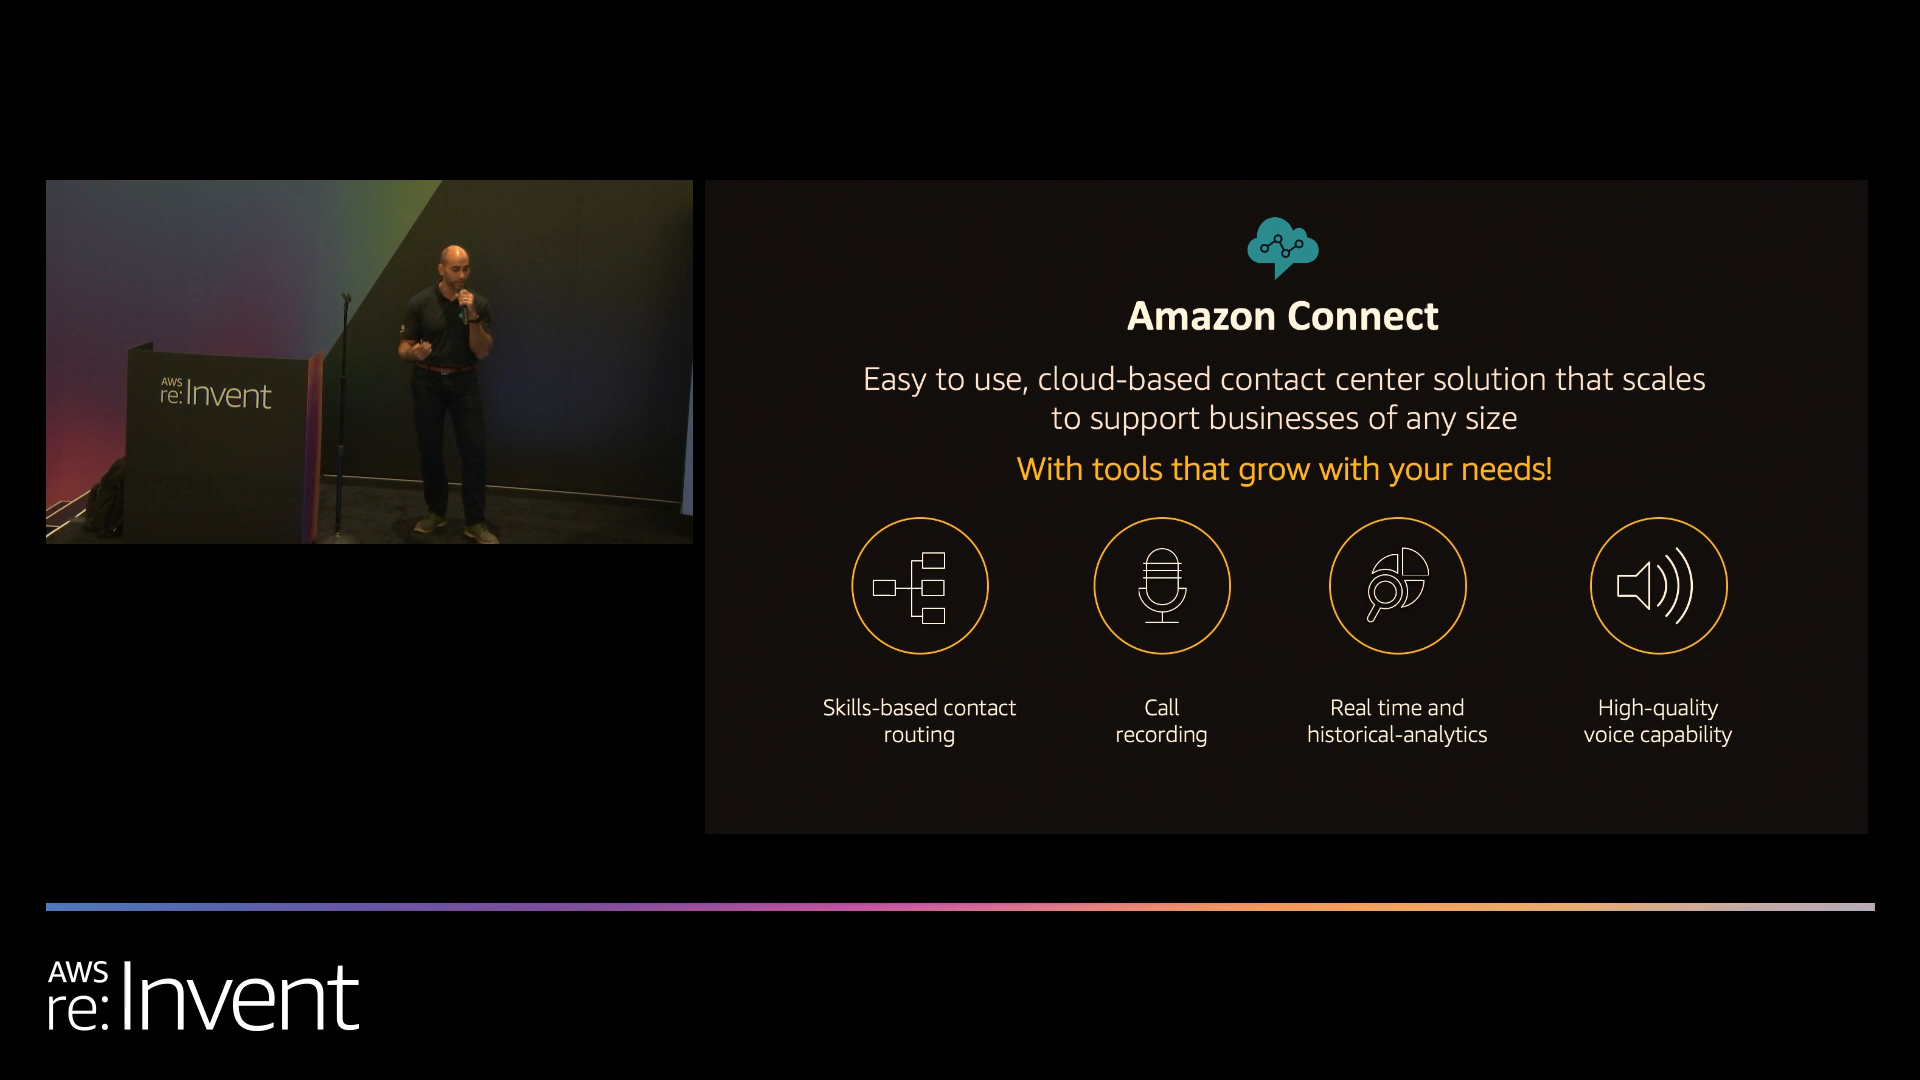 AWS
re:Invent
Amazon Connect
Easy to use, cloud-based contact center solution that scales
to support businesses of any size
With tools that grow with your needs!
Skills-based contact
routing
Call
recording
Real time and
historical-analytics
High-quality
voice capability
AWS
re:Invent